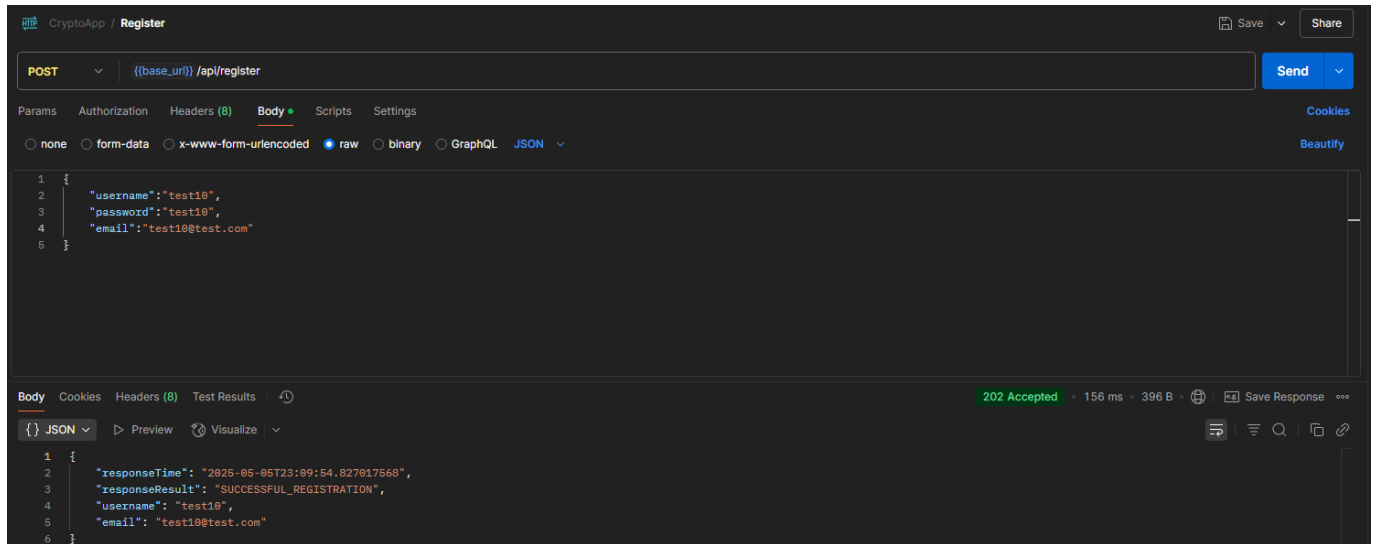 HTTP CryptoApp / Register Save Share
POST {{base_url}} /api/register Send
Params Authorization Headers (8) Body Scripts Settings Cookies
none form-data x-www-form-urlencoded raw binary GraphQL JSON Beautify
1 {
2 "username":"test10",
3 "password":"test10",
4 "email":"test10@test.com"
5 }
Body Cookies Headers (8) Test Results 202 Accepted • 156 ms • 396 B • e.g. Save Response
{} JSON Preview Visualize
1 {
2 "responseTime": "2025-05-05T23:09:54.827017568",
3 "responseResult": "SUCCESSFUL_REGISTRATION",
4 "username": "test10",
5 "email": "test10@test.com"
6 }